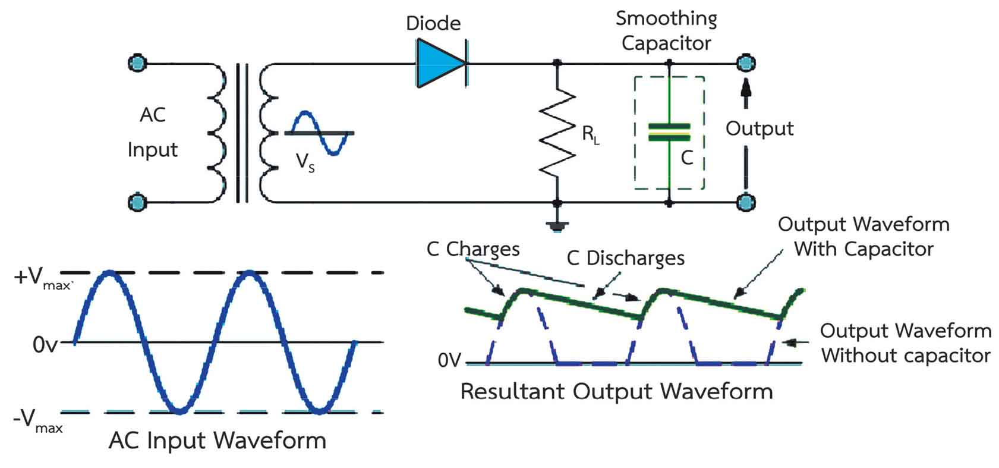 Diode
Smoothing
Capacitor
AC
Input
VS
RL
C
Output
Output Waveform
With Capacitor
C Charges
C Discharges
+Vmax`
0v
-Vmax
AC Input Waveform
0V
Output Waveform
Without capacitor
Resultant Output Waveform